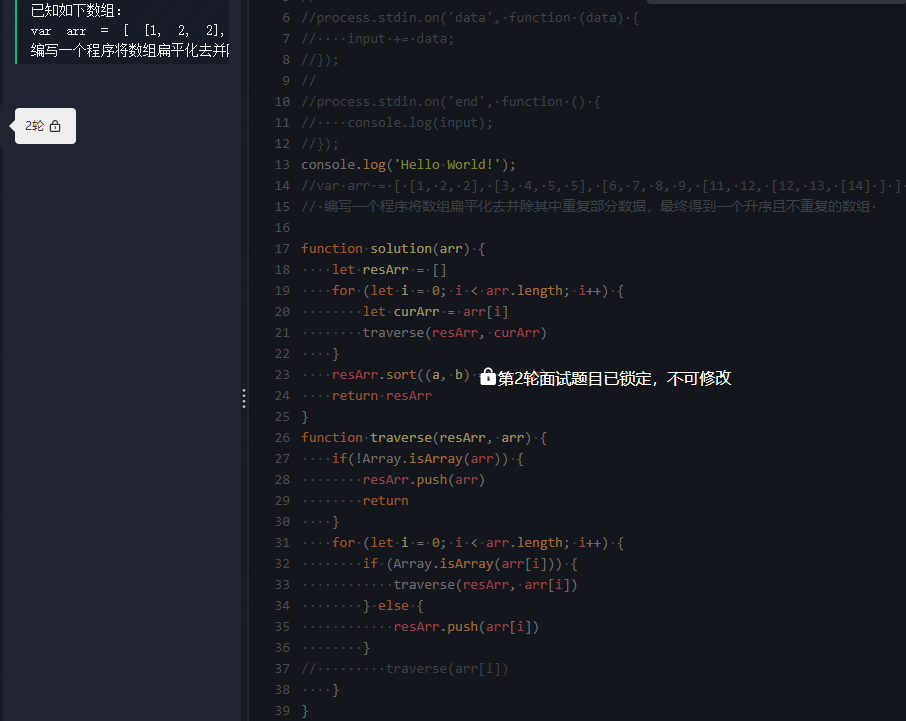 已知如下数组:
var arr = [ [1, 2, 2],
编写一个程序将数组扁平化去并
2轮
6 //process.stdin.on('data', function (data) {
7 //    input += data;
8 //});
9 //
10 //process.stdin.on('end', function () {
11 //    console.log(input);
12 //});
13 console.log('Hello World!');
14 //var arr = [ [1, 2, 2], [3, 4, 5, 5], [6, 7, 8, 9, [11, 12, [12, 13, [14] ] ]
15 // 编写一个程序将数组扁平化去并除其中重复部分数据，最终得到一个升序且不重复的数组
16
17 function solution(arr) {
18     let resArr = []
19     for (let i = 0; i < arr.length; i++) {
20         let curArr = arr[i]
21         traverse(resArr, curArr)
22     }
23     resArr.sort((a, b)
第2轮面试题目已锁定，不可修改
24     return resArr
25 }
26 function traverse(resArr, arr) {
27     if(!Array.isArray(arr)) {
28         resArr.push(arr)
29         return
30     }
31     for (let i = 0; i < arr.length; i++) {
32         if (Array.isArray(arr[i])) {
33             traverse(resArr, arr[i])
34         } else {
35             resArr.push(arr[i])
36         }
37 //         traverse(arr[i])
38     }
39 }